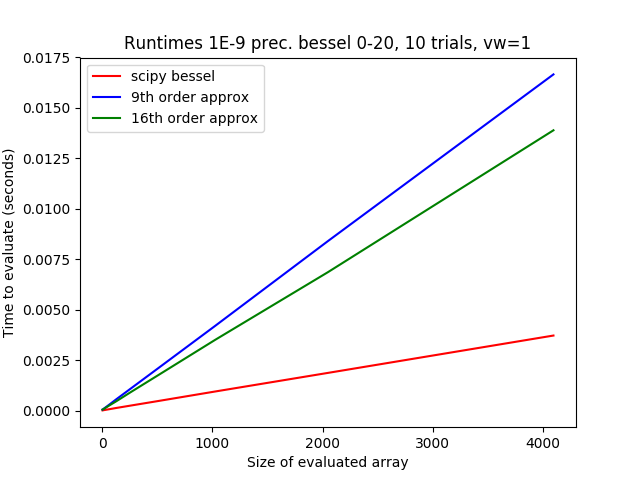 Runtimes 1E-9 prec. bessel 0-20, 10 trials, vw=1
0.0175
0.0150
0.0125
0.0100
0.0075
0.0050
0.0025
0.0000
Time to evaluate (seconds)
scipy bessel
9th order approx
16th order approx
0 1000 2000 3000 4000
Size of evaluated array